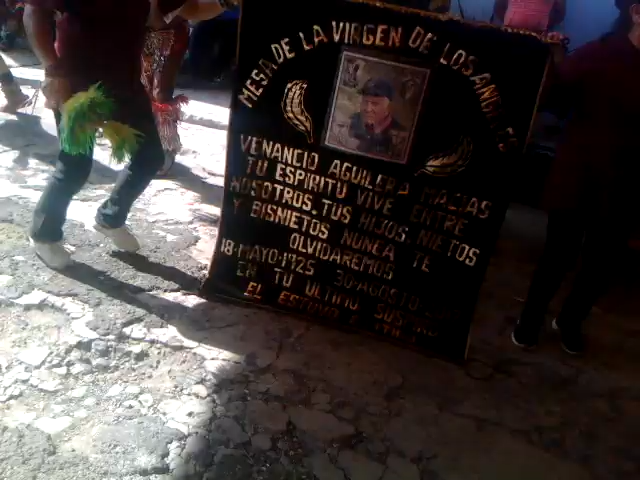 MESA DE LA VIRGEN DE LOS ANGELES
VENANCIO AGUILERA MACIAS
TU ESPIRITU VIVE ENTRE
NOSOTROS. TUS HIJOS. NIETOS
Y BISNIETOS NUNCA TE
OLVIDAREMOS
18-MAYO-1925 30-AGOSTO
EN TU ULTIMO SUSPIRO
EL